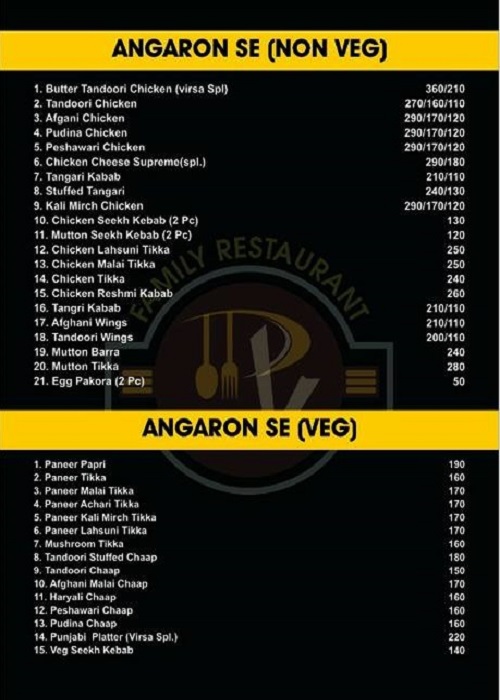 ANGARON SE (NON VEG)
1. Butter Tandoori Chicken (virsa Spl) 360/210
2. Tandoori Chicken 270/160/110
3. Afgani Chicken 290/170/120
4. Pudina Chicken 290/170/120
5. Peshawari Chicken 290/170/120
6. Chicken Cheese Supreme(spl.) 290/180
7. Tangari Kabab 210/110
8. Stuffed Tangari 240/130
9. Kali Mirch Chicken 290/170/120
10. Chicken Seekh Kebab (2 Pc) 130
11. Mutton Seekh Kebab (2 Pc) 120
12. Chicken Lahsuni Tikka 250
13. Chicken Malai Tikka 250
14. Chicken Tikka 240
15. Chicken Reshmi Kabab 260
16. Tangri Kabab 210/110
17. Afghani Wings 210/110
18. Tandoori Wings 200/110
19. Mutton Barra 240
20. Mutton Tikka 280
21. Egg Pakora (2 Pc) 50
FAMILY RESTAURANT
ANGARON SE (VEG)
1. Paneer Papri 190
2. Paneer Tikka 160
3. Paneer Malai Tikka 170
4. Paneer Achari Tikka 170
5. Paneer Kali Mirch Tikka 170
6. Paneer Lahsuni Tikka 170
7. Mushroom Tikka 160
8. Tandoori Stuffed Chaap 180
9. Tandoori Chaap 150
10. Afghani Malai Chaap 170
11. Haryali Chaap 160
12. Peshawari Chaap 160
13. Pudina Chaap 160
14. Punjabi Platter (Virsa Spl.) 220
15. Veg Seekh Kebab 140